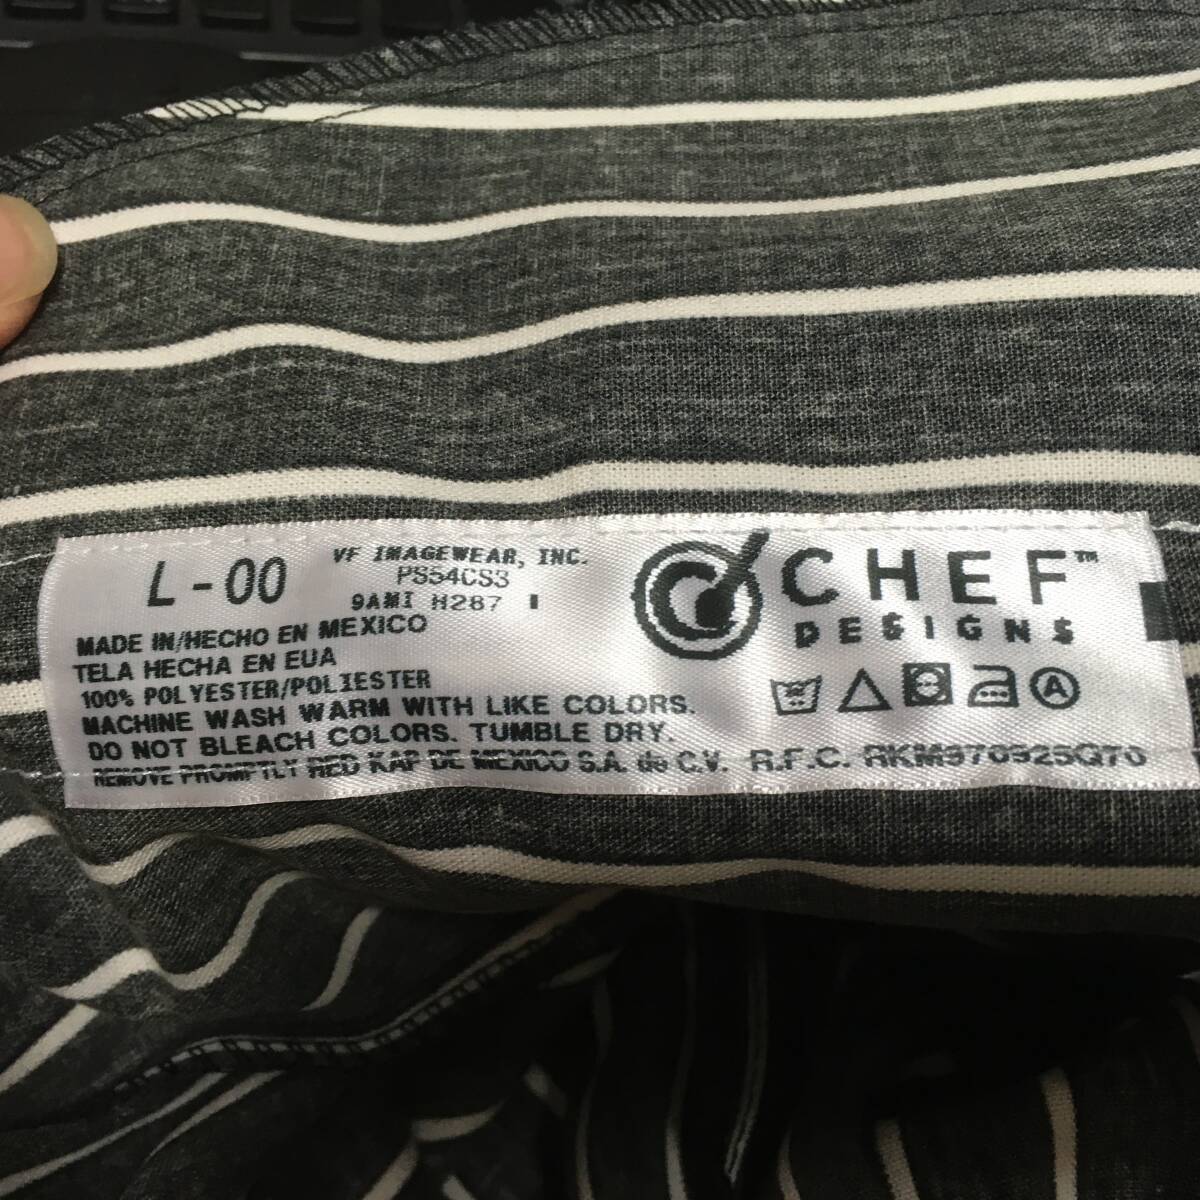 L-00
VF IMAGEWEAR, INC.
PS54CS3
9AMI H287
MADE IN/HECHO EN MEXICO
TELA HECHA EN EUA
100% POLYESTER/POLIESTER
MACHINE WASH WARM WITH LIKE COLORS.
DO NOT BLEACH COLORS. TUMBLE DRY.
REMOVE PROMPTLY RED KAP DE MEXICO S.A. de C.V. R.F.C. RKM970925QT0
CHEF™
DESIGNS
A